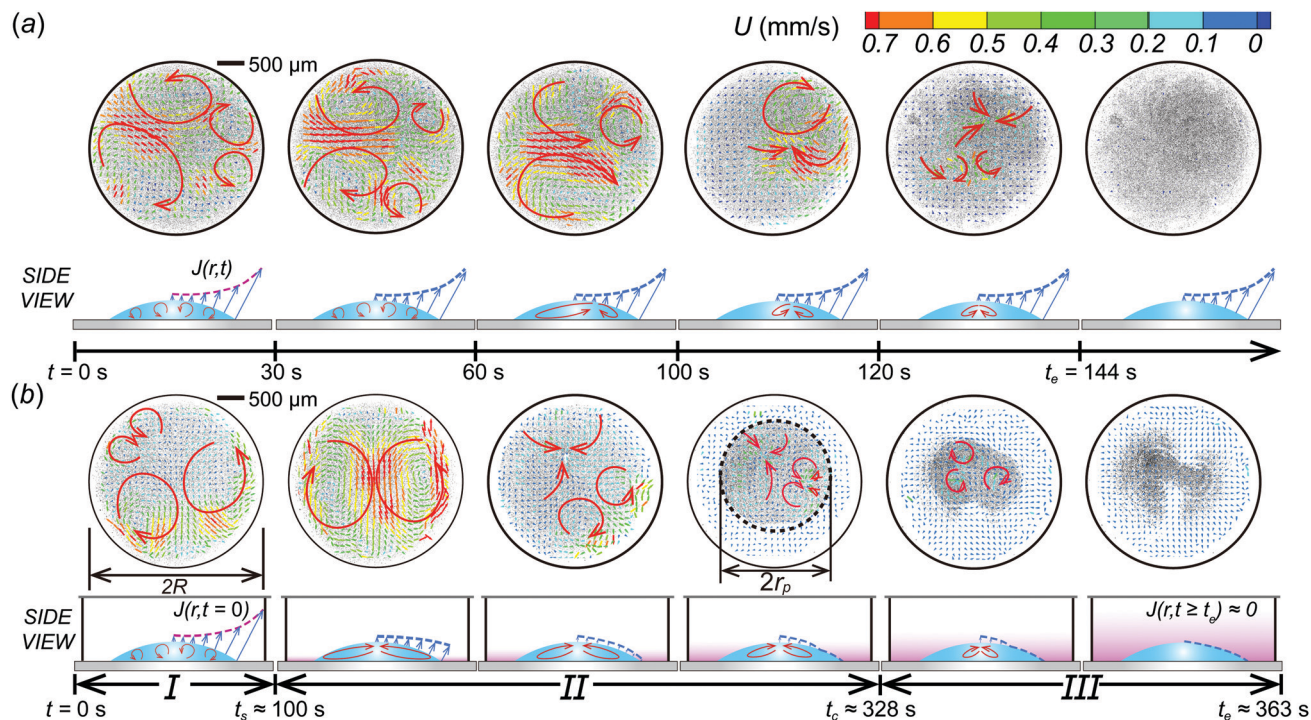 (a)
U (mm/s)
0.7 0.6 0.5 0.4 0.3 0.2 0.1 0
500 μm
SIDE
VIEW
J(r,t)
t = 0 s 30 s 60 s 100 s 120 s t_e = 144 s
(b)
500 μm
2R
2r_p
SIDE
VIEW
J(r,t = 0)
J(r,t ≥ t_e) ≈ 0
I II III
t = 0 s t_s ≈ 100 s t_c ≈ 328 s t_e ≈ 363 s